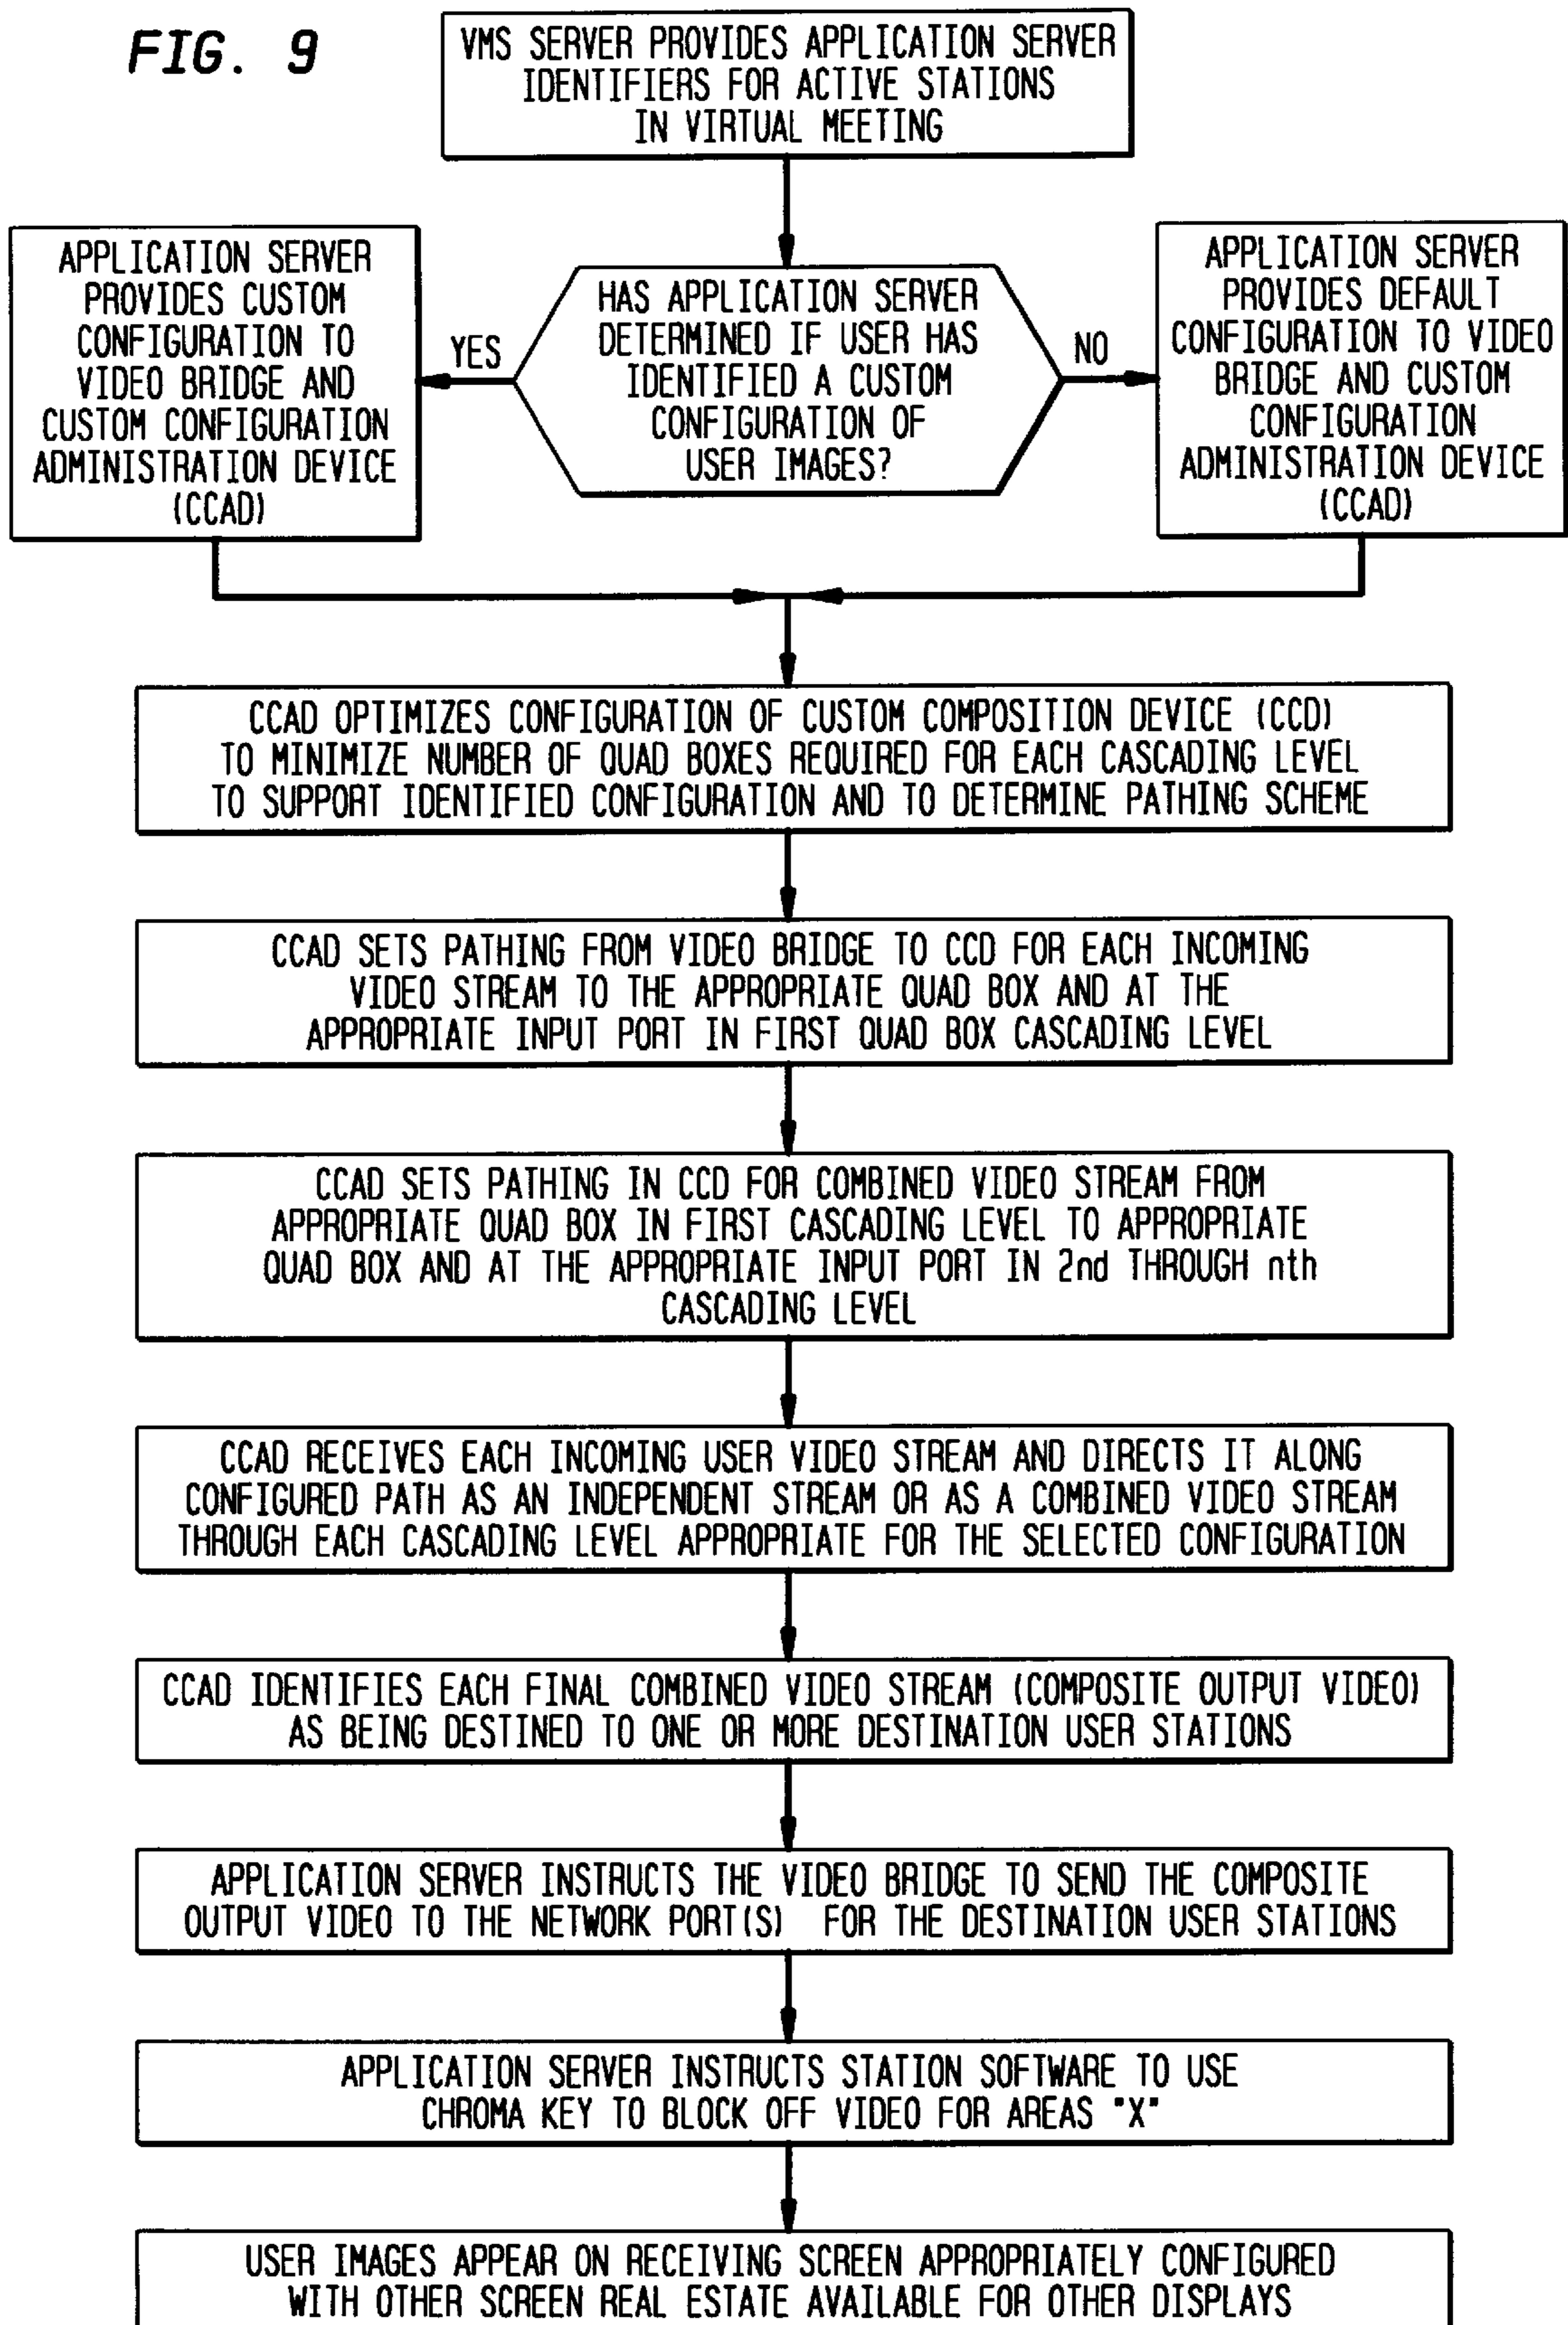 FIG. 9
VMS SERVER PROVIDES APPLICATION SERVER
IDENTIFIERS FOR ACTIVE STATIONS
IN VIRTUAL MEETING
APPLICATION SERVER
PROVIDES CUSTOM
CONFIGURATION TO
VIDEO BRIDGE AND
CUSTOM CONFIGURATION
ADMINISTRATION DEVICE
(CCAD)
YES
HAS APPLICATION SERVER
DETERMINED IF USER HAS
IDENTIFIED A CUSTOM
CONFIGURATION OF
USER IMAGES?
NO
APPLICATION SERVER
PROVIDES DEFAULT
CONFIGURATION TO VIDEO
BRIDGE AND CUSTOM
CONFIGURATION
ADMINISTRATION DEVICE
(CCAD)
CCAD OPTIMIZES CONFIGURATION OF CUSTOM COMPOSITION DEVICE (CCD)
TO MINIMIZE NUMBER OF QUAD BOXES REQUIRED FOR EACH CASCADING LEVEL
TO SUPPORT IDENTIFIED CONFIGURATION AND TO DETERMINE PATHING SCHEME
CCAD SETS PATHING FROM VIDEO BRIDGE TO CCD FOR EACH INCOMING
VIDEO STREAM TO THE APPROPRIATE QUAD BOX AND AT THE
APPROPRIATE INPUT PORT IN FIRST QUAD BOX CASCADING LEVEL
CCAD SETS PATHING IN CCD FOR COMBINED VIDEO STREAM FROM
APPROPRIATE QUAD BOX IN FIRST CASCADING LEVEL TO APPROPRIATE
QUAD BOX AND AT THE APPROPRIATE INPUT PORT IN 2nd THROUGH nth
CASCADING LEVEL
CCAD RECEIVES EACH INCOMING USER VIDEO STREAM AND DIRECTS IT ALONG
CONFIGURED PATH AS AN INDEPENDENT STREAM OR AS A COMBINED VIDEO STREAM
THROUGH EACH CASCADING LEVEL APPROPRIATE FOR THE SELECTED CONFIGURATION
CCAD IDENTIFIES EACH FINAL COMBINED VIDEO STREAM (COMPOSITE OUTPUT VIDEO)
AS BEING DESTINED TO ONE OR MORE DESTINATION USER STATIONS
APPLICATION SERVER INSTRUCTS THE VIDEO BRIDGE TO SEND THE COMPOSITE
OUTPUT VIDEO TO THE NETWORK PORT(S) FOR THE DESTINATION USER STATIONS
APPLICATION SERVER INSTRUCTS STATION SOFTWARE TO USE
CHROMA KEY TO BLOCK OFF VIDEO FOR AREAS "X"
USER IMAGES APPEAR ON RECEIVING SCREEN APPROPRIATELY CONFIGURED
WITH OTHER SCREEN REAL ESTATE AVAILABLE FOR OTHER DISPLAYS